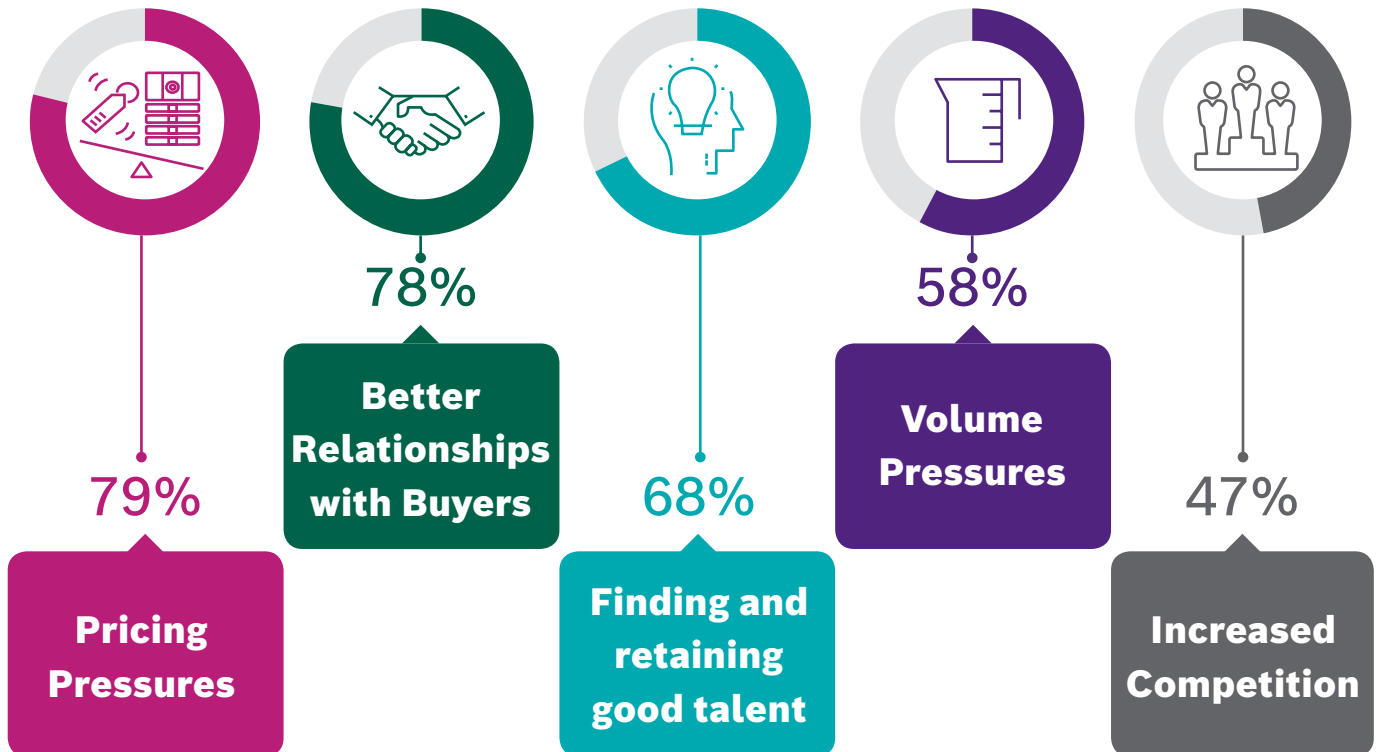 79%
Pricing
Pressures
78%
Better
Relationships
with Buyers
68%
Finding and
retaining
good talent
58%
Volume
Pressures
47%
Increased
Competition